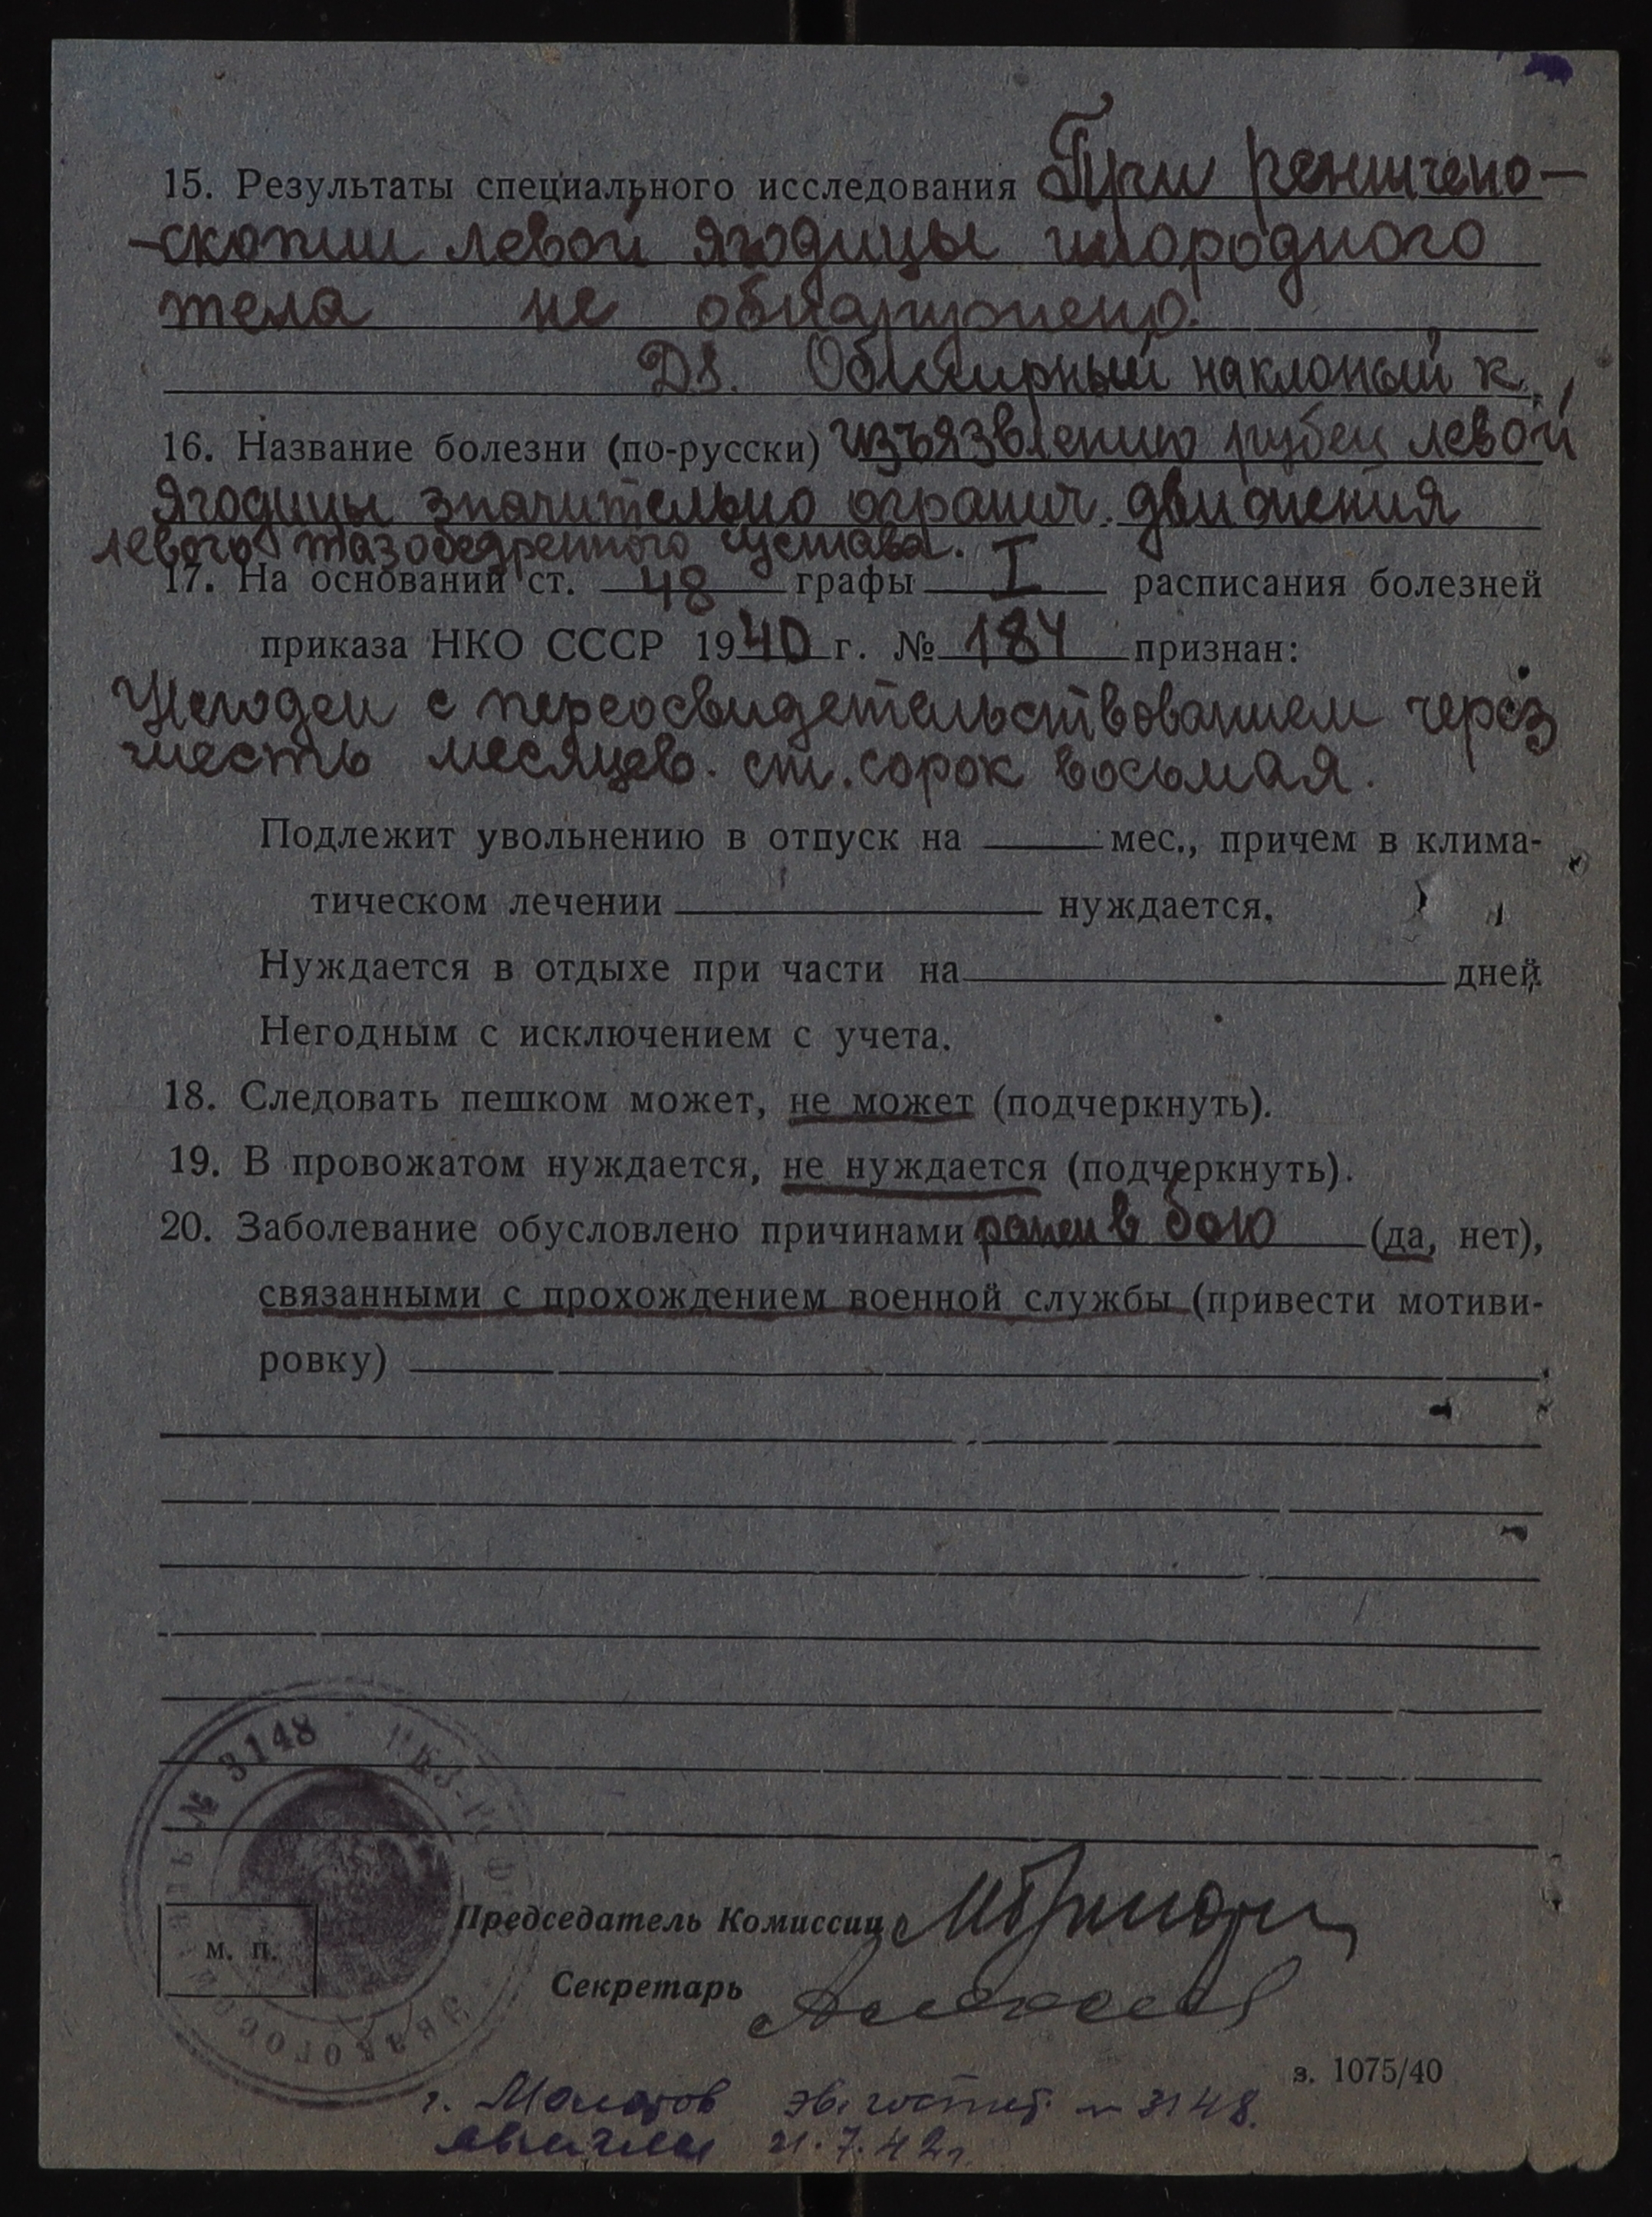 15. Результаты специального исследования При рентгено-
-скопии левой ягодицы инородного
тела не обнаружено.
DS. Обширный наклоный к
16. Название болезни (по-русски) изъязвлению рубец левой
ягодицы значительно огранич. движения
левого тазобедренного сустава.
17. На основании ст. 48 графы I расписания болезней
приказа НКО СССР 1940 г. № 184 признан:
Негоден с переосвидетельствованием через
шесть месяцев. ст. сорок восьмая.
Подлежит увольнению в отпуск на мес., причем в клима-
тическом лечении нуждается,
Нуждается в отдыхе при части на дней
Негодным с исключением с учета.
18. Следовать пешком может, не может (подчеркнуть).
19. В провожатом нуждается, не нуждается (подчеркнуть).
20. Заболевание обусловлено причинами ранен в бою (да, нет),
связанными с прохождением военной службы (привести мотиви-
ровку)
№ 3148
Председатель Комиссии
м. п.
Секретарь
з. 1075/40
г. Молотов эв. госпит. № 3148.
21.7.42г.